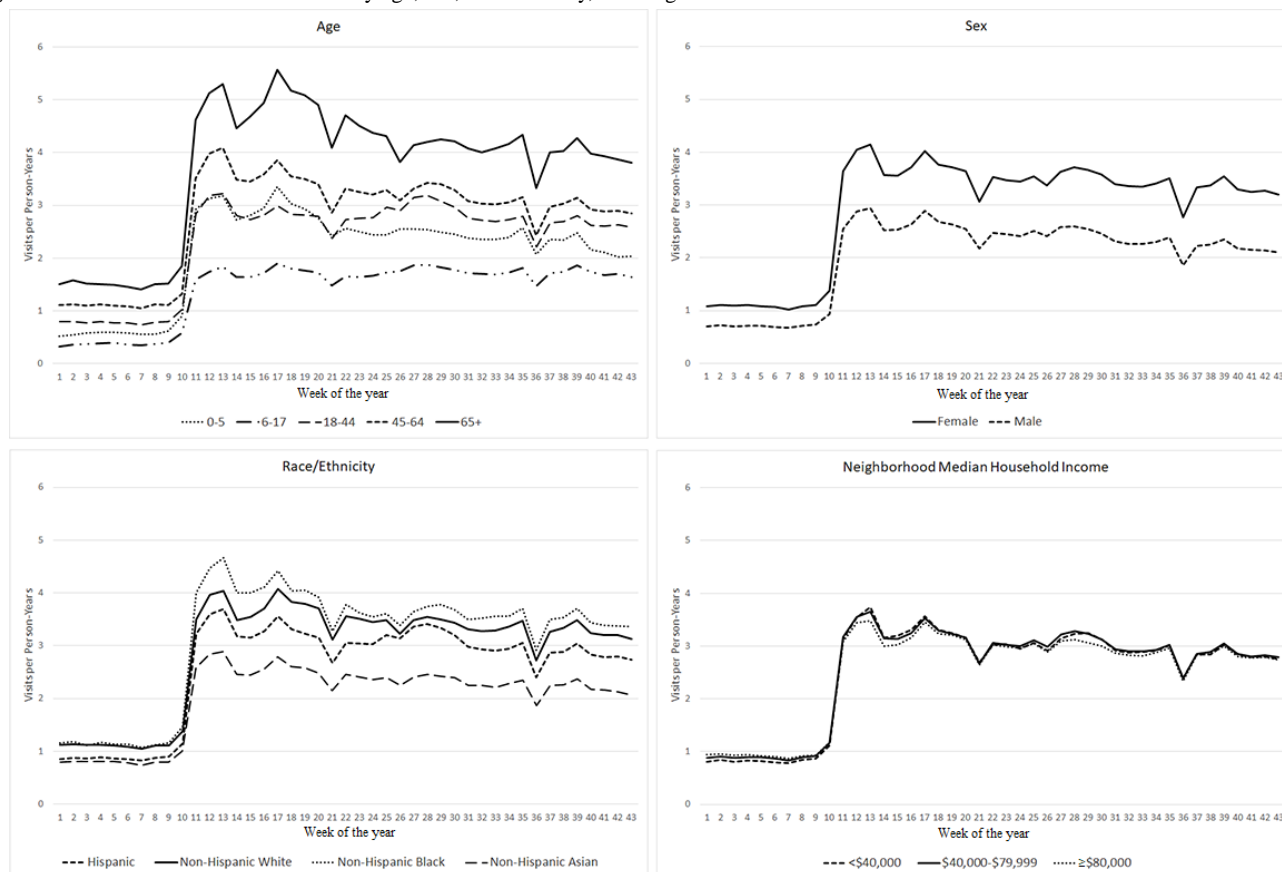 Age
Visits per Person-Years
6
5
4
3
2
1
0
1 2 3 4 5 6 7 8 9 10 11 12 13 14 15 16 17 18 19 20 21 22 23 24 25 26 27 28 29 30 31 32 33 34 35 36 37 38 39 40 41 42 43
Week of the year
0-5 6-17 18-44 45-64 65+
Sex
Visits per Person-Years
6
5
4
3
2
1
0
1 2 3 4 5 6 7 8 9 10 11 12 13 14 15 16 17 18 19 20 21 22 23 24 25 26 27 28 29 30 31 32 33 34 35 36 37 38 39 40 41 42 43
Week of the year
Female Male
Race/Ethnicity
Visits per Person-Years
6
5
4
3
2
1
0
1 2 3 4 5 6 7 8 9 10 11 12 13 14 15 16 17 18 19 20 21 22 23 24 25 26 27 28 29 30 31 32 33 34 35 36 37 38 39 40 41 42 43
Week of the year
Hispanic Non-Hispanic White Non-Hispanic Black Non-Hispanic Asian
Neighborhood Median Household Income
Visits per Person-Years
6
5
4
3
2
1
0
1 2 3 4 5 6 7 8 9 10 11 12 13 14 15 16 17 18 19 20 21 22 23 24 25 26 27 28 29 30 31 32 33 34 35 36 37 38 39 40 41 42 43
Week of the year
<$40,000 $40,000-$79,999 ≥$80,000